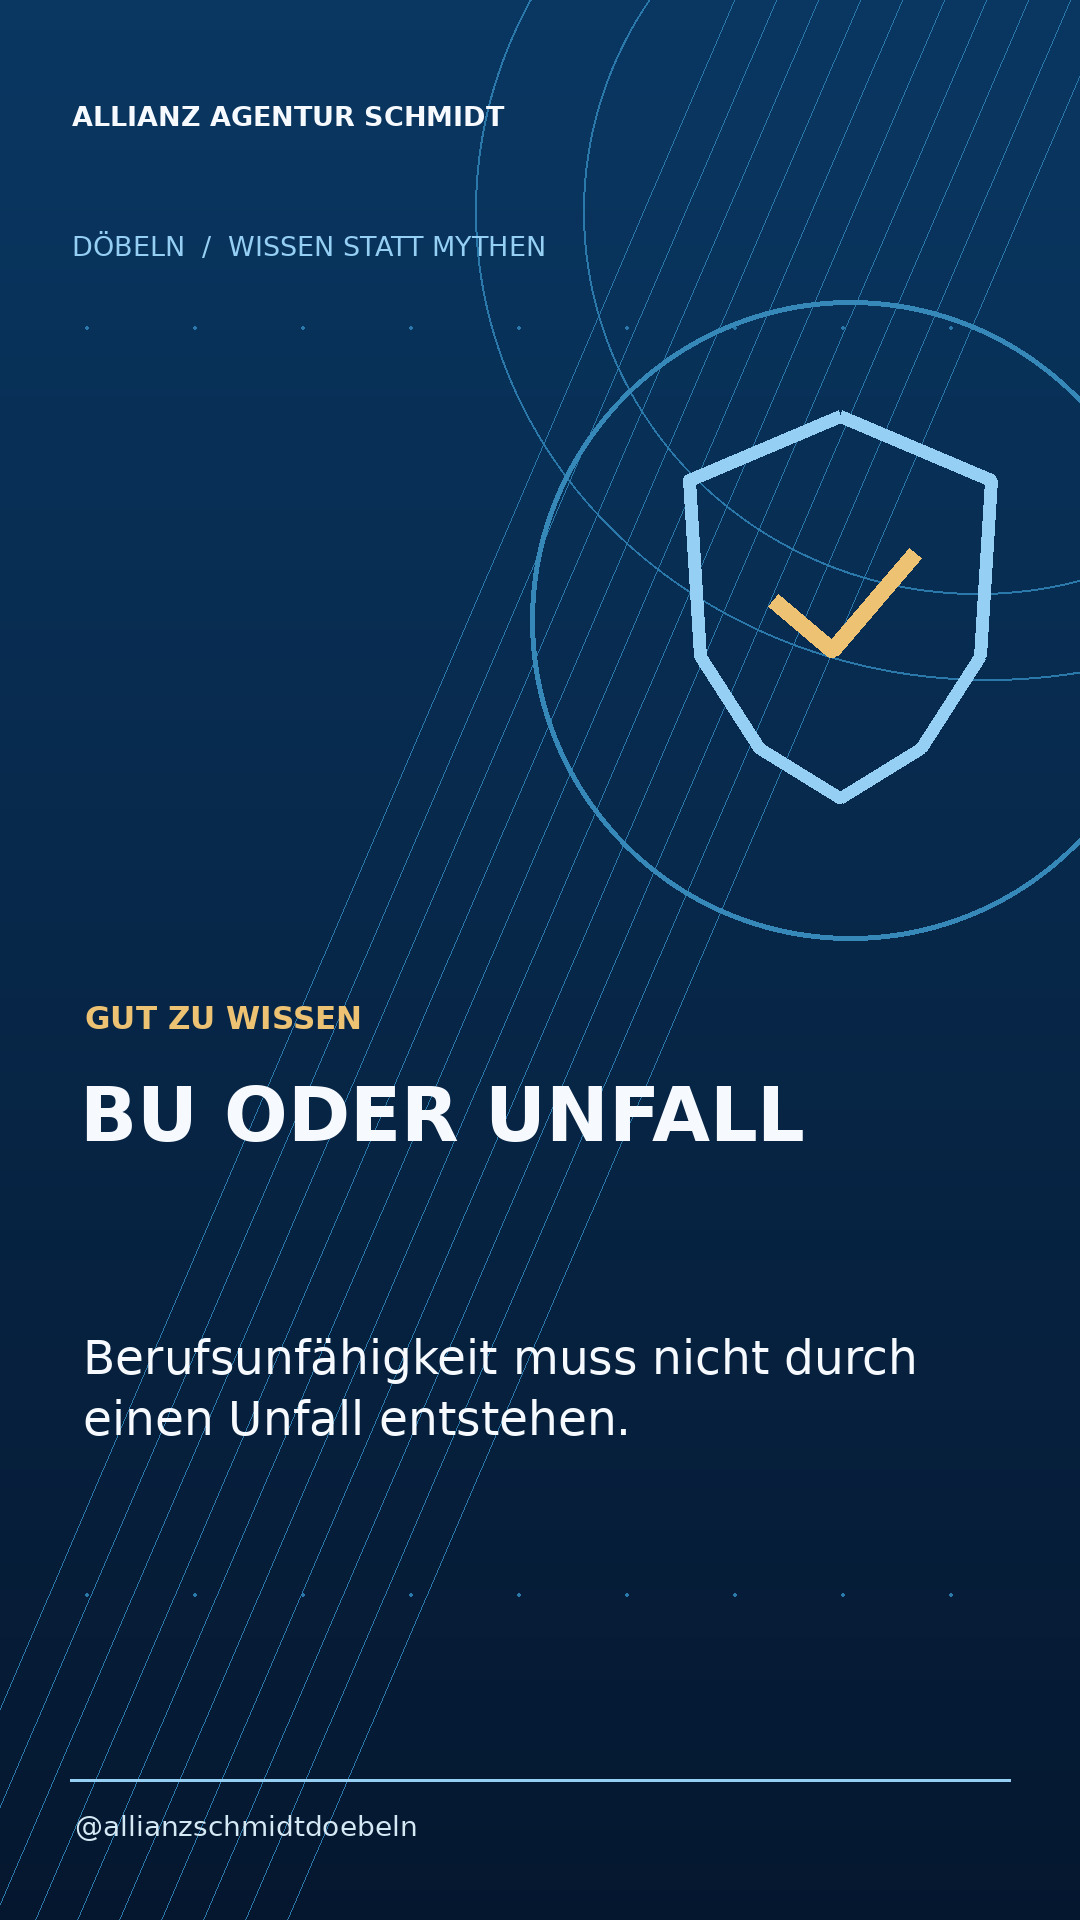 ALLIANZ AGENTUR SCHMIDT
DÖBELN / WISSEN STATT MYTHEN
GUT ZU WISSEN
BU ODER UNFALL
Berufsunfähigkeit muss nicht durch
einen Unfall entstehen.
@allianzschmidtdoebeln